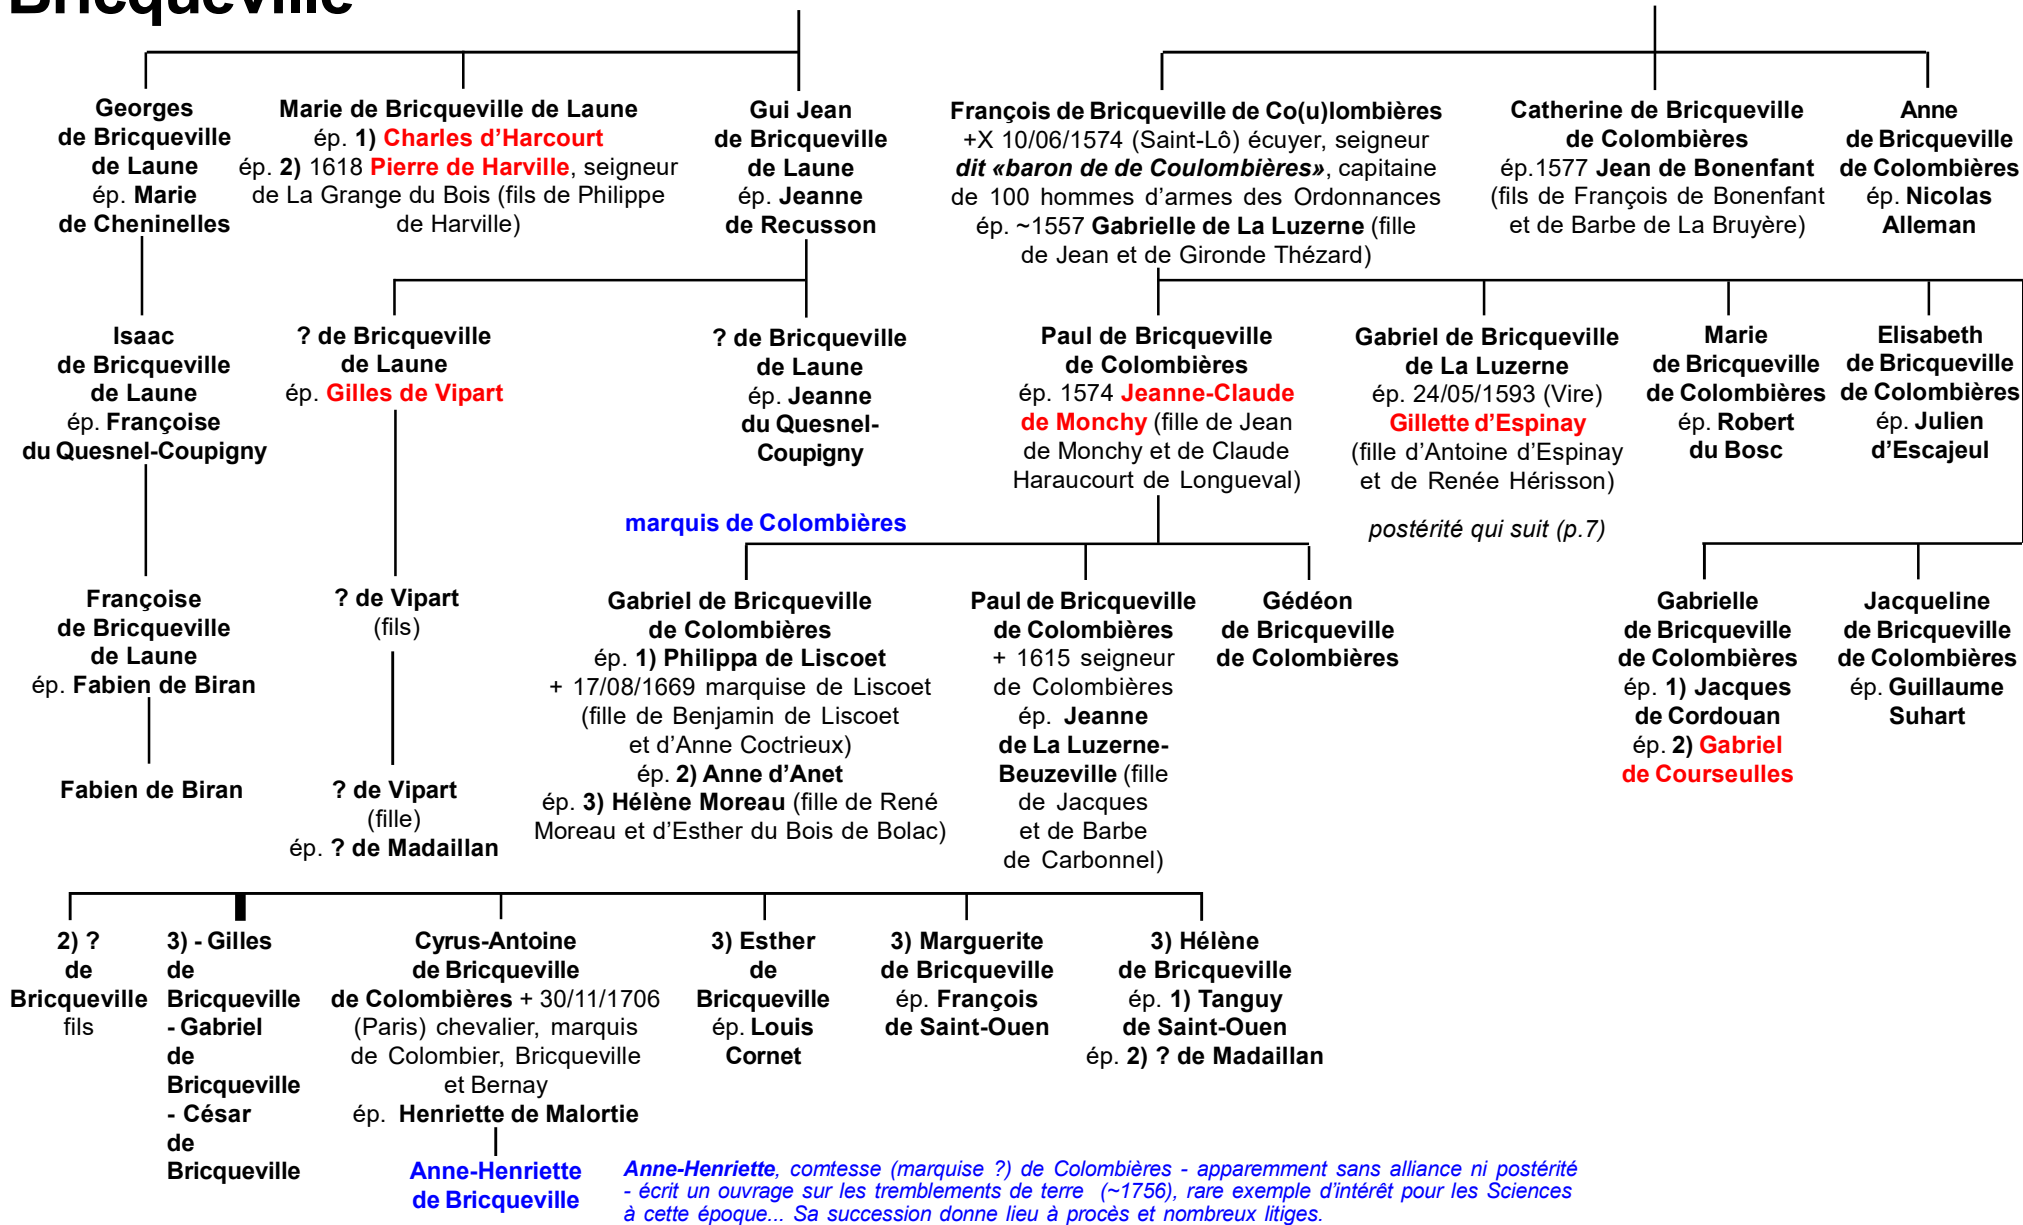 Bricqueville
Georges
de Bricqueville
de Laune
ép. Marie
de Cheninelles
Marie de Bricqueville de Laune
ép. 1) Charles d’Harcourt
ép. 2) 1618 Pierre de Harville, seigneur
de La Grange du Bois (fils de Philippe
de Harville)
Gui Jean
de Bricqueville
de Laune
ép. Jeanne
de Recusson
François de Bricqueville de Co(u)lombières
+X 10/06/1574 (Saint-Lô) écuyer, seigneur
dit «baron de de Coulombières», capitaine
de 100 hommes d’armes des Ordonnances
ép. ~1557 Gabrielle de La Luzerne (fille
de Jean et de Gironde Thézard)
Catherine de Bricqueville
de Colombières
ép.1577 Jean de Bonenfant
(fils de François de Bonenfant
et de Barbe de La Bruyère)
Anne
de Bricqueville
de Colombières
ép. Nicolas
Alleman
Isaac
de Bricqueville
de Laune
ép. Françoise
du Quesnel-Coupigny
? de Bricqueville
de Laune
ép. Gilles de Vipart
? de Bricqueville
de Laune
ép. Jeanne
du Quesnel-
Coupigny
Paul de Bricqueville
de Colombières
ép. 1574 Jeanne-Claude
de Monchy (fille de Jean
de Monchy et de Claude
Haraucourt de Longueval)
Gabriel de Bricqueville
de La Luzerne
ép. 24/05/1593 (Vire)
Gillette d’Espinay
(fille d’Antoine d’Espinay
et de Renée Hérisson)
postérité qui suit (p.7)
Marie
de Bricqueville
de Colombières
ép. Robert
du Bosc
Elisabeth
de Bricqueville
de Colombières
ép. Julien
d’Escajeul
marquis de Colombières
Françoise
de Bricqueville
de Laune
ép. Fabien de Biran
? de Vipart
(fils)
Gabriel de Bricqueville
de Colombières
ép. 1) Philippa de Liscoet
+ 17/08/1669 marquise de Liscoet
(fille de Benjamin de Liscoet
et d’Anne Coctrieux)
ép. 2) Anne d’Anet
ép. 3) Hélène Moreau (fille de René
Moreau et d’Esther du Bois de Bolac)
Paul de Bricqueville
de Colombières
+ 1615 seigneur
de Colombières
ép. Jeanne
de La Luzerne-
Beuzeville (fille
de Jacques
et de Barbe
de Carbonnel)
Gédéon
de Bricqueville
de Colombières
Gabrielle
de Bricqueville
de Colombières
ép. 1) Jacques
de Cordouan
ép. 2) Gabriel
de Courseulles
Jacqueline
de Bricqueville
de Colombières
ép. Guillaume
Suhart
Fabien de Biran
? de Vipart
(fille)
ép. ? de Madaillan
2) ?
de
Bricqueville
fils
3) - Gilles
de
Bricqueville
- Gabriel
de
Bricqueville
- César
de
Bricqueville
Cyrus-Antoine
de Bricqueville
de Colombières + 30/11/1706
(Paris) chevalier, marquis
de Colombier, Bricqueville
et Bernay
ép. Henriette de Malortie
3) Esther
de
Bricqueville
ép. Louis
Cornet
3) Marguerite
de Bricqueville
ép. François
de Saint-Ouen
3) Hélène
de Bricqueville
ép. 1) Tanguy
de Saint-Ouen
ép. 2) ? de Madaillan
Anne-Henriette
de Bricqueville
Anne-Henriette, comtesse (marquise ?) de Colombières - apparemment sans alliance ni postérité
- écrit un ouvrage sur les tremblements de terre (~1756), rare exemple d’intérêt pour les Sciences
à cette époque... Sa succession donne lieu à procès et nombreux litiges.